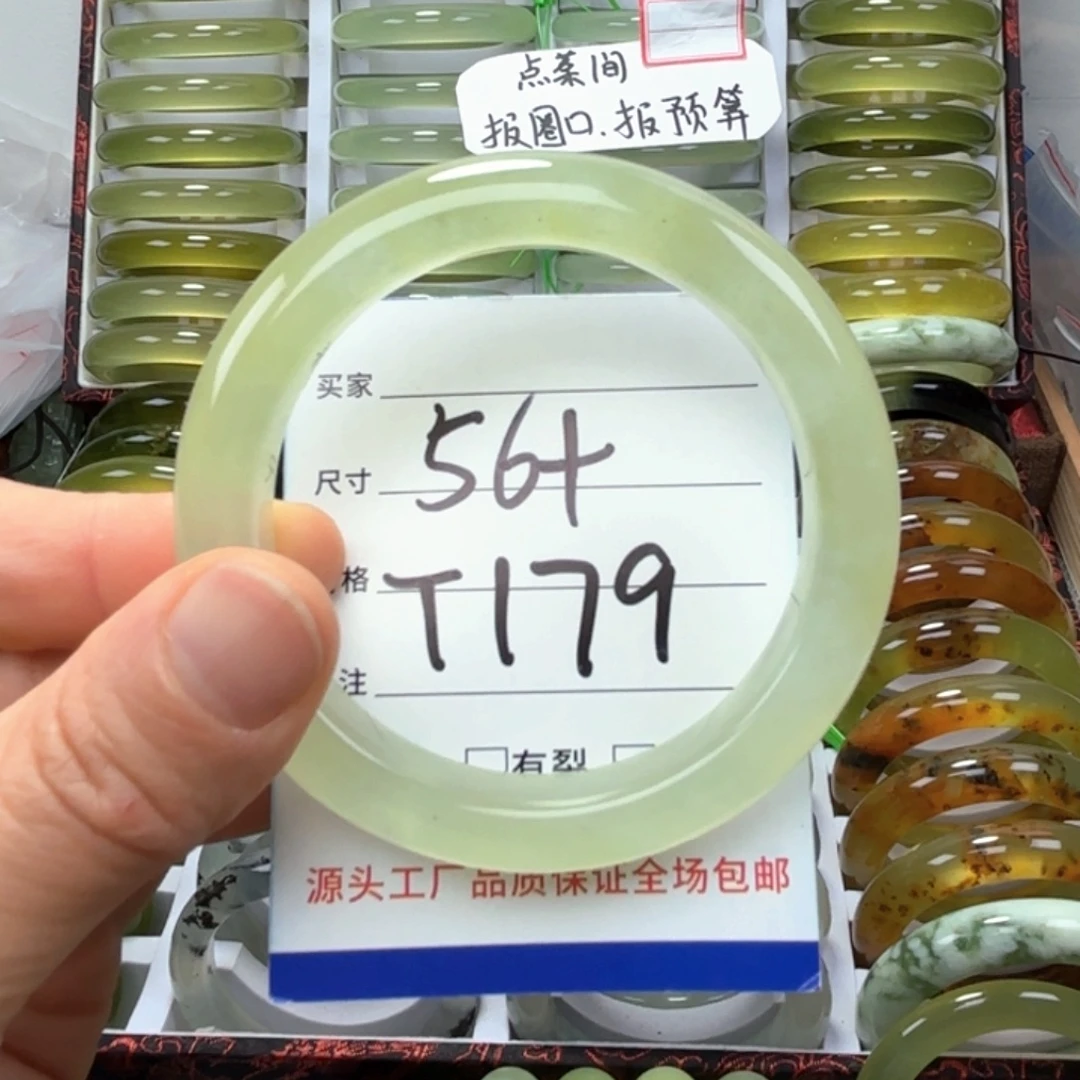 点菜间
报圈口.报预算
买家
尺寸 56+
格 T179
注
有裂
源头工厂品质保证全场包邮